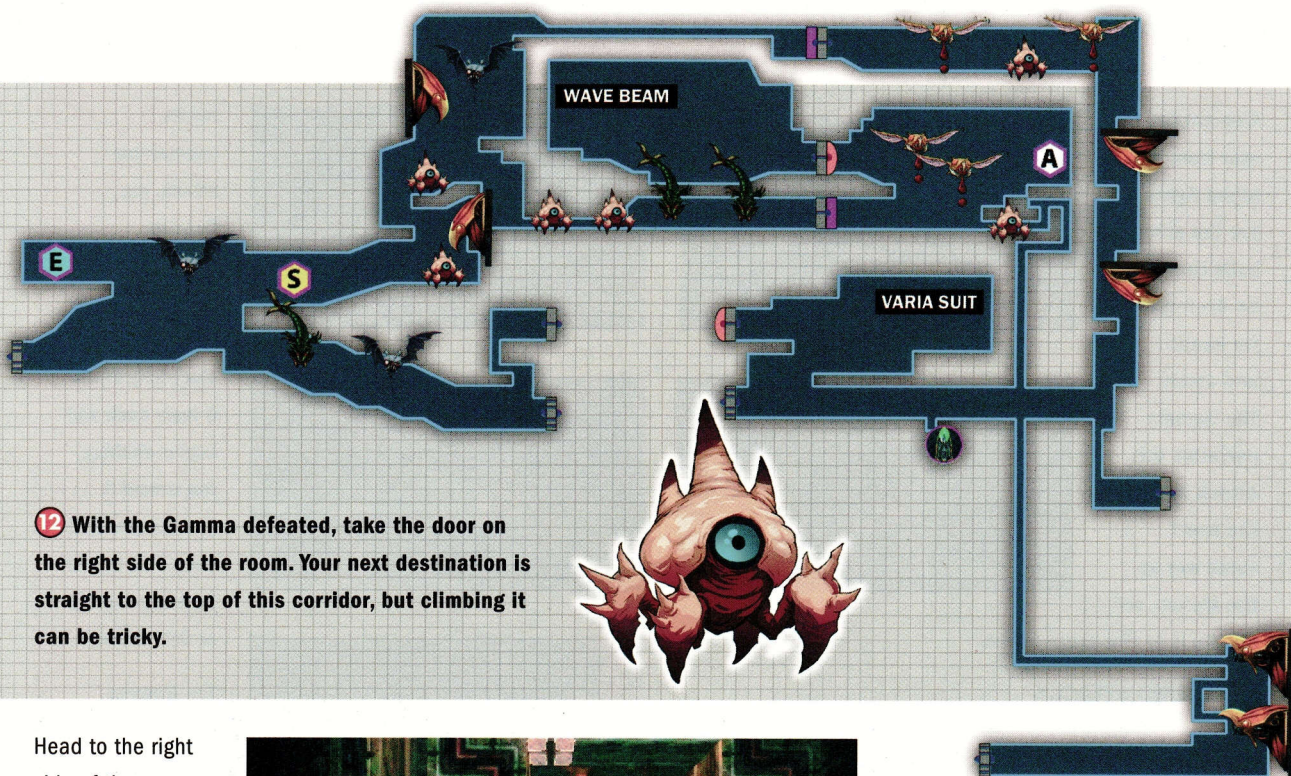 WAVE BEAM
A
E
S
VARIA SUIT
12 With the Gamma defeated, take the door on
the right side of the room. Your next destination is
straight to the top of this corridor, but climbing it
can be tricky.
Head to the right